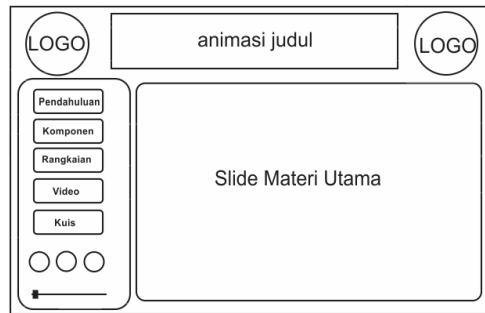 LOGO
animasi judul
LOGO
Pendahuluan
Komponen
Rangkaian
Video
Kuis
Slide Materi Utama